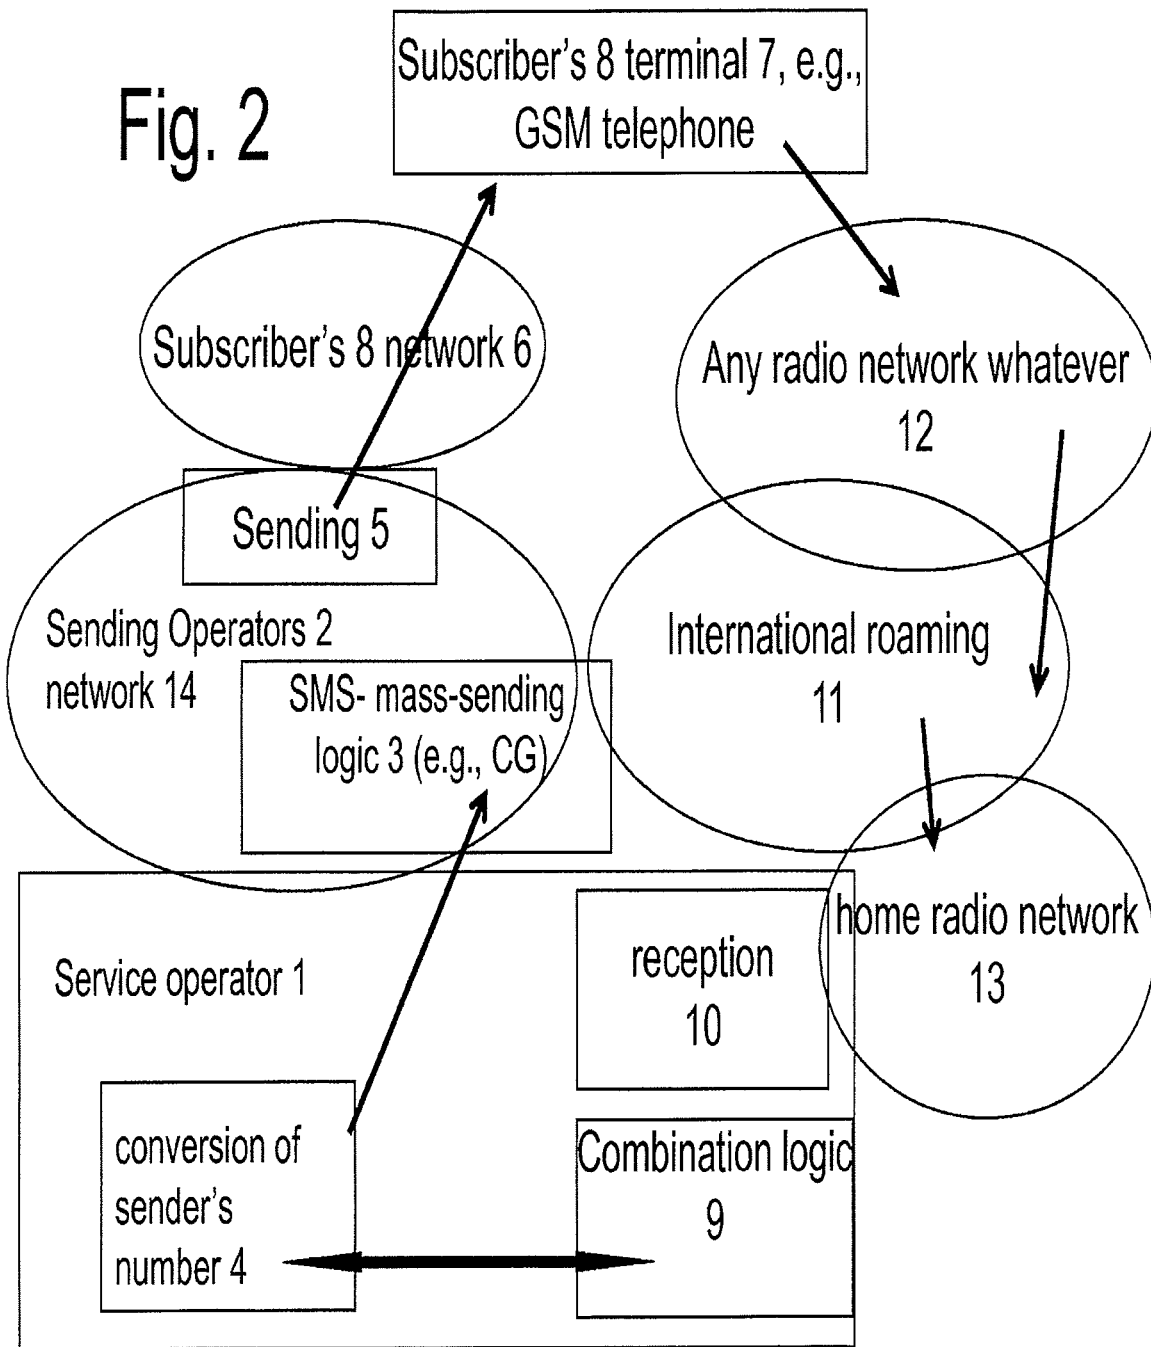 Fig. 2
Subscriber's 8 terminal 7, e.g.,
GSM telephone
Subscriber's 8 network 6
Any radio network whatever
12
Sending 5
Sending Operators 2
network 14
SMS- mass-sending
logic 3 (e.g., CG)
International roaming
11
home radio network
13
Service operator 1
reception
10
conversion of
sender's
number 4
Combination logic
9